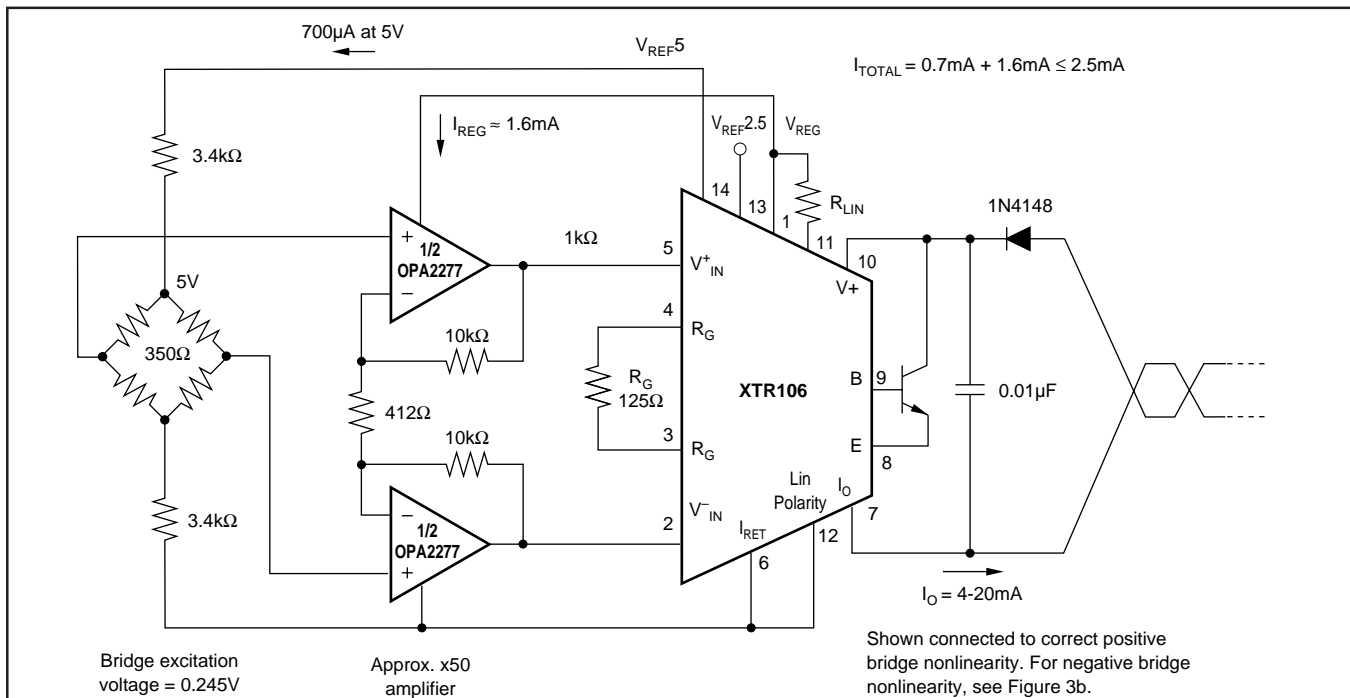 700µA at 5V
V_REF5
I_TOTAL = 0.7mA + 1.6mA ≤ 2.5mA
I_REG ≈ 1.6mA
V_REF2.5
V_REG
3.4kΩ
14
13
1
R_LIN
11
1N4148
+
1/2
OPA2277
−
1kΩ
5
V⁺_IN
10
V+
5V
4
R_G
10kΩ
350Ω
R_G
125Ω
XTR106
B
9
0.01µF
412Ω
10kΩ
3
R_G
E
8
Lin
Polarity
I_O
7
3.4kΩ
−
1/2
OPA2277
+
2
V⁻_IN
I_RET
12
6
I_O = 4-20mA
Bridge excitation
voltage = 0.245V
Approx. x50
amplifier
Shown connected to correct positive
bridge nonlinearity. For negative bridge
nonlinearity, see Figure 3b.